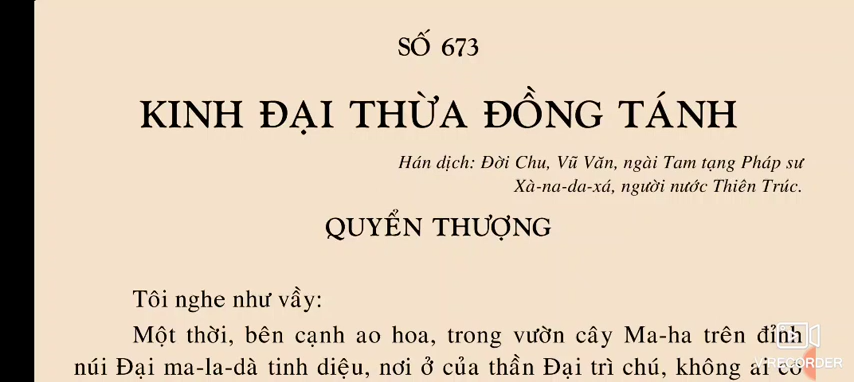 SỐ 673
KINH ĐẠI THỪA ĐỒNG TÁNH
Hán dịch: Đời Chu, Vũ Văn, ngài Tam tạng Pháp sư
Xà-na-da-xá, người nước Thiên Trúc.
QUYỂN THƯỢNG
Tôi nghe như vầy:
Một thời, bên cạnh ao hoa, trong vườn cây Ma-ha trên đỉnh
núi Đại ma-la-dà tinh diệu, nơi ở của thần Đại trì chú, không ai có
RECORDER